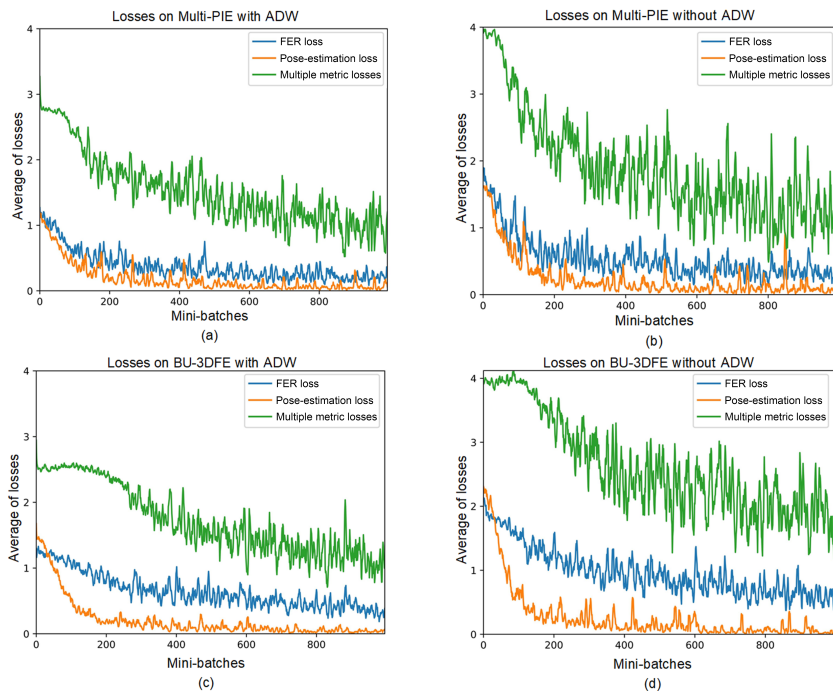 Losses on Multi-PIE with ADW
4
3
2
1
0
Average of losses
FER loss
Pose-estimation loss
Multiple metric losses
0
200
400
600
800
Mini-batches
(a)
Losses on Multi-PIE without ADW
4
3
2
1
0
Average of losses
FER loss
Pose-estimation loss
Multiple metric losses
0
200
400
600
800
Mini-batches
(b)
Losses on BU-3DFE with ADW
4
3
2
1
0
Average of losses
FER loss
Pose-estimation loss
Multiple metric losses
0
200
400
600
800
Mini-batches
(c)
Losses on BU-3DFE without ADW
4
3
2
1
0
Average of losses
FER loss
Pose-estimation loss
Multiple metric losses
0
200
400
600
800
Mini-batches
(d)